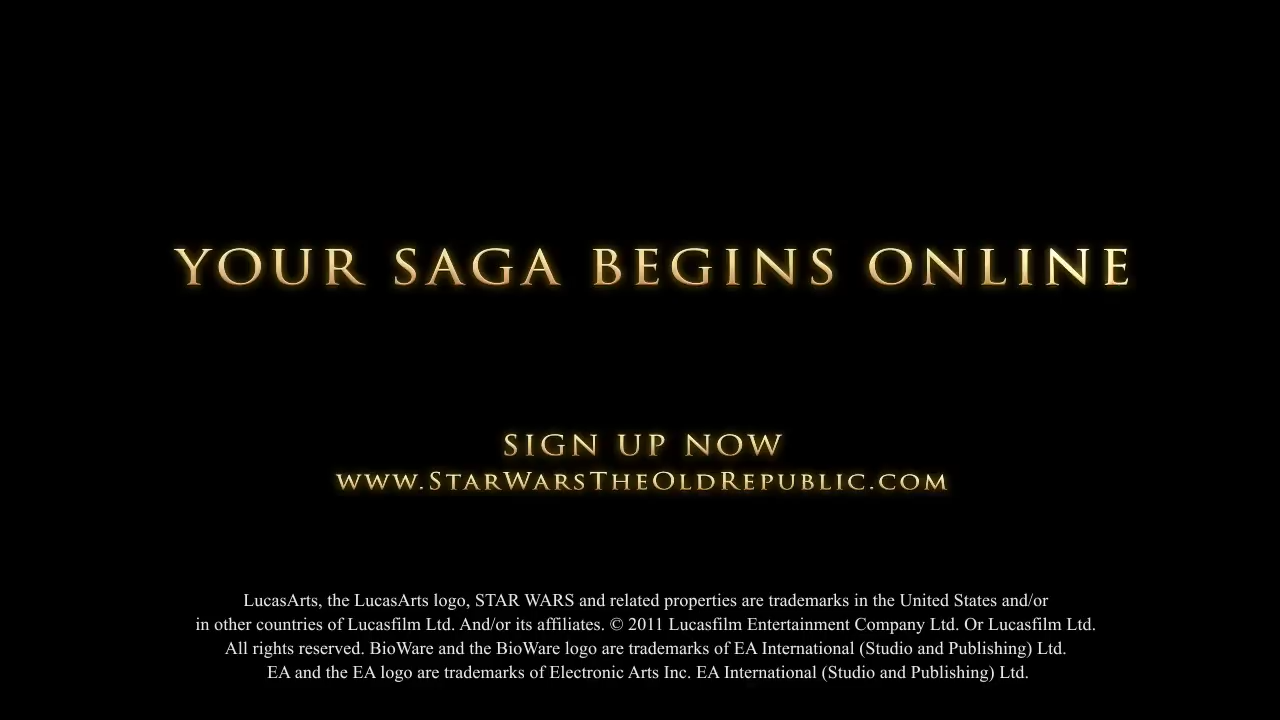 YOUR SAGA BEGINS ONLINE
SIGN UP NOW
WWW.STARWARSTHEOLDREPUBLIC.COM
LucasArts, the LucasArts logo, STAR WARS and related properties are trademarks in the United States and/or
in other countries of Lucasfilm Ltd. And/or its affiliates. © 2011 Lucasfilm Entertainment Company Ltd. Or Lucasfilm Ltd.
All rights reserved. BioWare and the BioWare logo are trademarks of EA International (Studio and Publishing) Ltd.
EA and the EA logo are trademarks of Electronic Arts Inc. EA International (Studio and Publishing) Ltd.